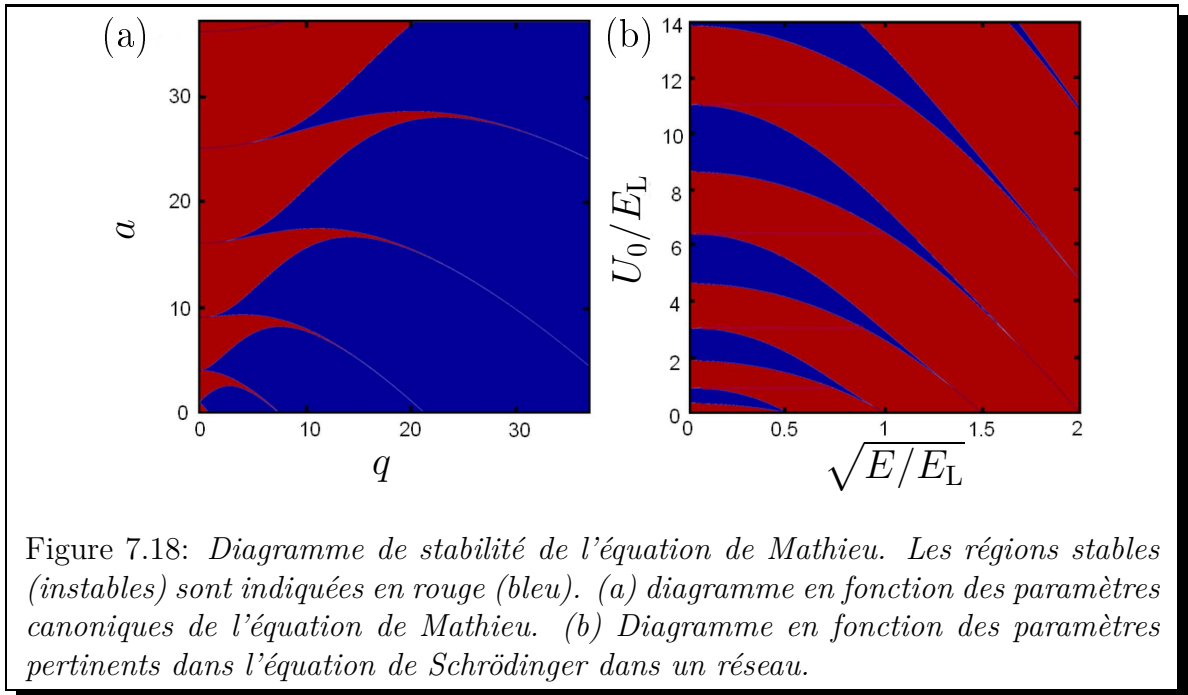 (a)
30
20
10
0
a
0 10 20 30
q
(b)
14
12
10
8
6
4
2
0
U₀/E_L
0 0.5 1 1.5 2
√E/E_L
Figure 7.18: Diagramme de stabilité de l'équation de Mathieu. Les régions stables
(instables) sont indiquées en rouge (bleu). (a) diagramme en fonction des paramètres
canoniques de l'équation de Mathieu. (b) Diagramme en fonction des paramètres
pertinents dans l'équation de Schrödinger dans un réseau.